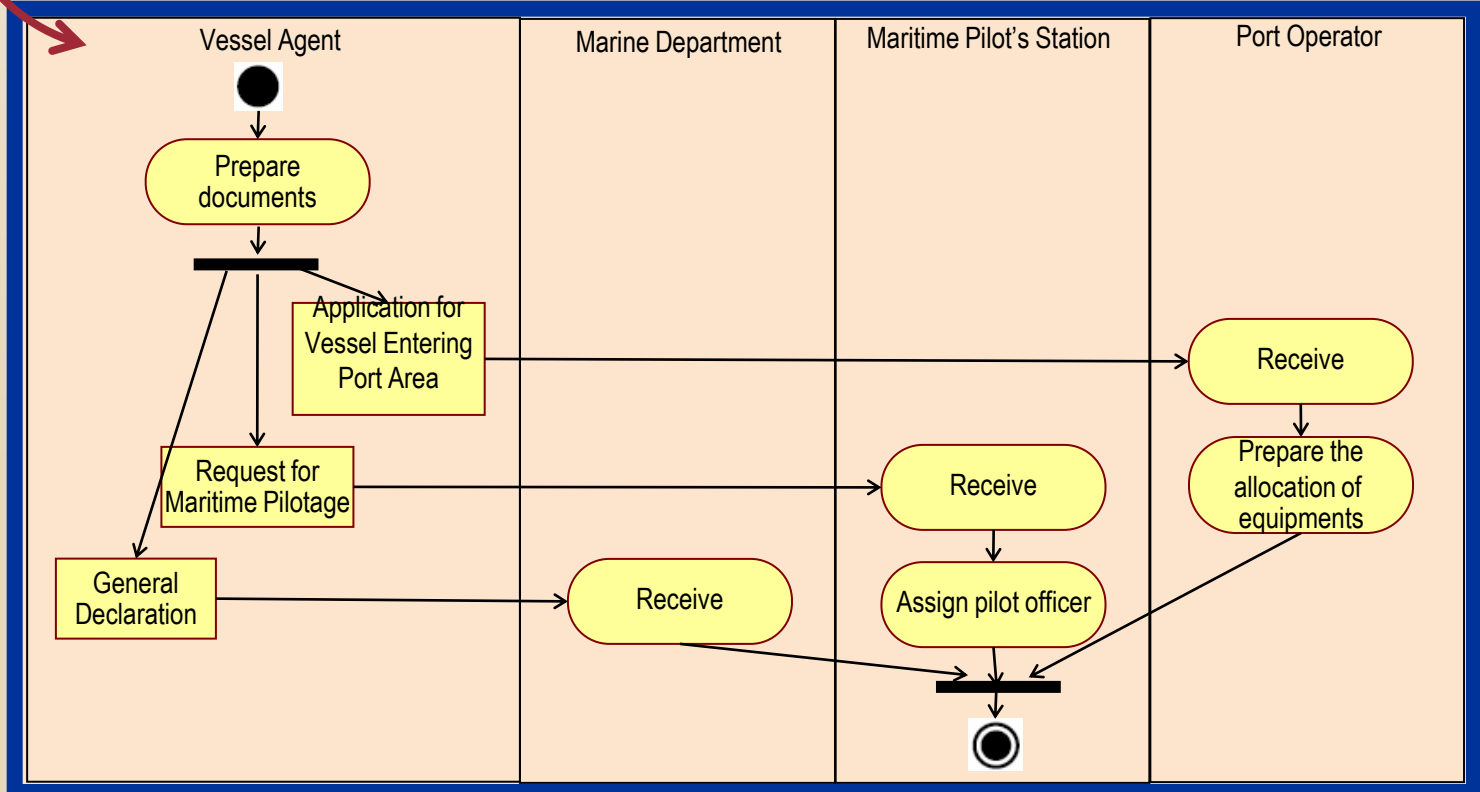 Vessel Agent
Marine Department
Maritime Pilot’s Station
Port Operator
Prepare
documents
Application for
Vessel Entering
Port Area
Receive
Request for
Maritime Pilotage
Receive
Prepare the
allocation of
equipments
General
Declaration
Receive
Assign pilot officer